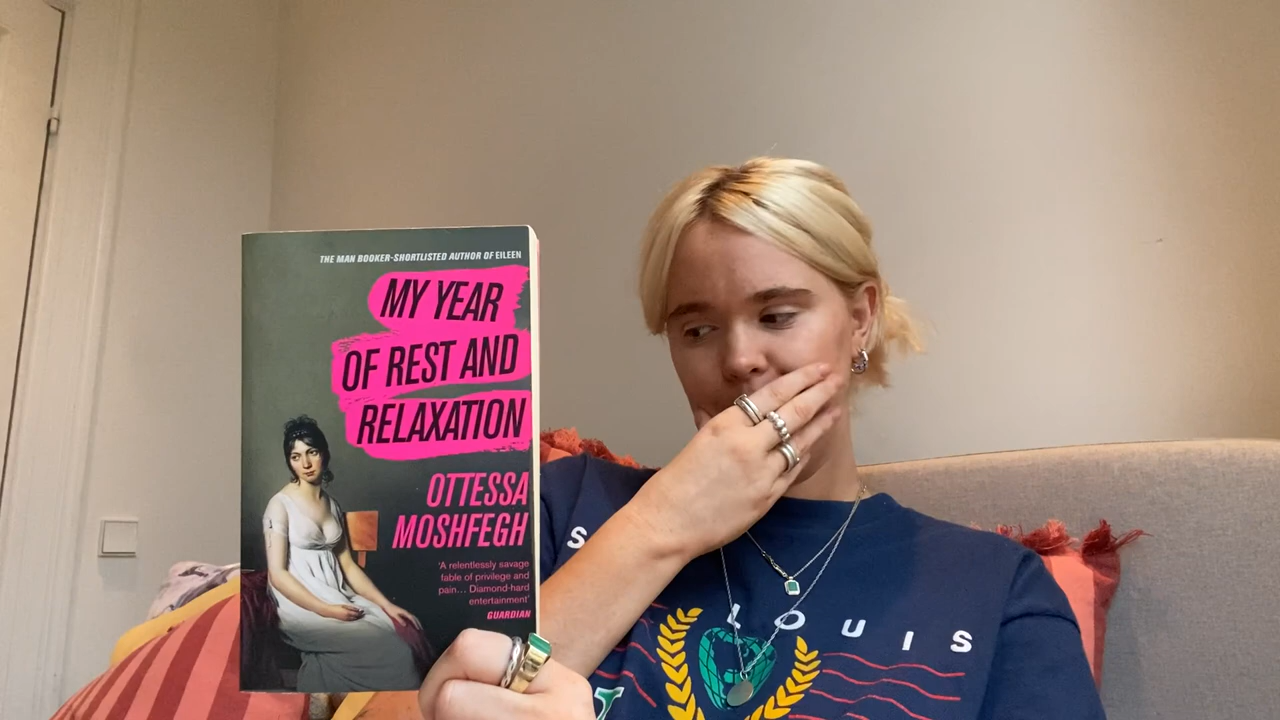 THE MAN BOOKER-SHORTLISTED AUTHOR OF EILEEN
MY YEAR
OF REST AND
RELAXATION
OTTESSA
MOSHFEGH
'A relentlessly savage
fable of privilege and
pain... Diamond-hard
entertainment'
GUARDIAN
S
LOUIS